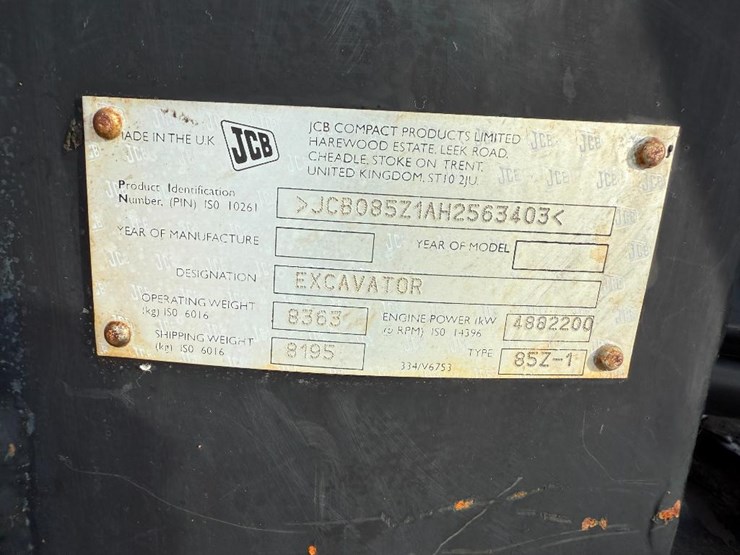 MADE IN THE U.K
JCB
JCB COMPACT PRODUCTS LIMITED
HAREWOOD ESTATE, LEEK ROAD,
CHEADLE, STOKE ON TRENT,
UNITED KINGDOM, ST10 2JU
Product Identification
Number. (PIN) ISO 10261
>JCB085Z1AH2563403<
YEAR OF MANUFACTURE
YEAR OF MODEL
DESIGNATION
EXCAVATOR
OPERATING WEIGHT
(kg) ISO 6016
8363
ENGINE POWER (kW
@ RPM) ISO 14396
4882200
SHIPPING WEIGHT
(kg) ISO 6016
8195
334/V6753
TYPE
85Z-1